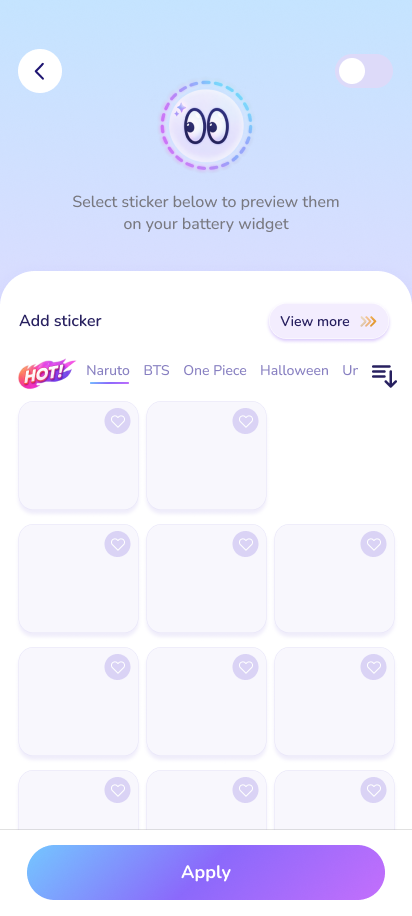 Select sticker below to preview them
on your battery widget
Add sticker
View more
HOT!
Naruto
BTS
One Piece
Halloween
Ur
Apply